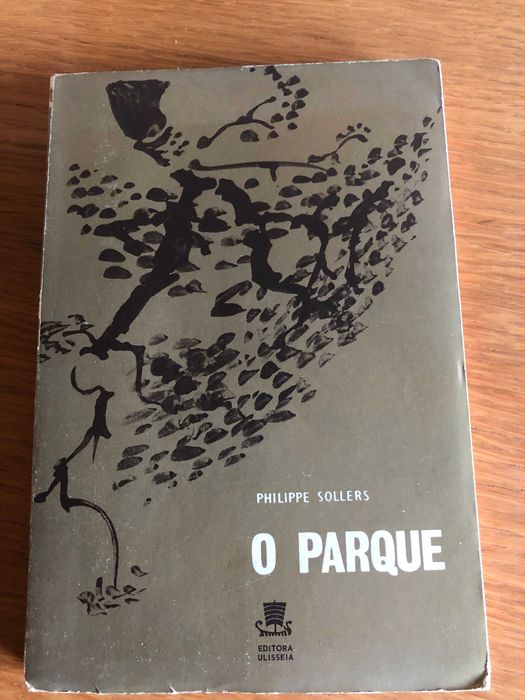 PHILIPPE SOLLERS
O PARQUE
EDITORA
ULISSEIA